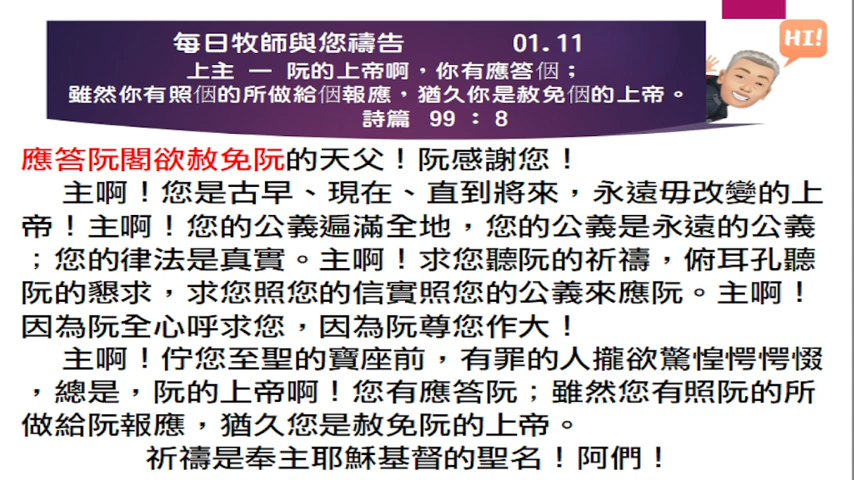 每日牧師與您禱告 01.11
上主 一 阮的上帝啊，你有應答個；
雖然你有照個的所做給個報應，猶久你是赦免個的上帝。
詩篇 99 : 8
HI!
應答阮閣欲赦免阮的天父！阮感謝您！
主啊！您是古早、現在、直到將來，永遠毋改變的上
帝！主啊！您的公義遍滿全地，您的公義是永遠的公義
；您的律法是真實。主啊！求您聽阮的祈禱，俯耳孔聽
阮的懇求，求您照您的信實照您的公義來應阮。主啊！
因為阮全心呼求您，因為阮尊您作大！
主啊！佇您至聖的寶座前，有罪的人攏欲驚惶愕愕惙
，總是，阮的上帝啊！您有應答阮；雖然您有照阮的所
做給阮報應，猶久您是赦免阮的上帝。
祈禱是奉主耶穌基督的聖名！阿們！